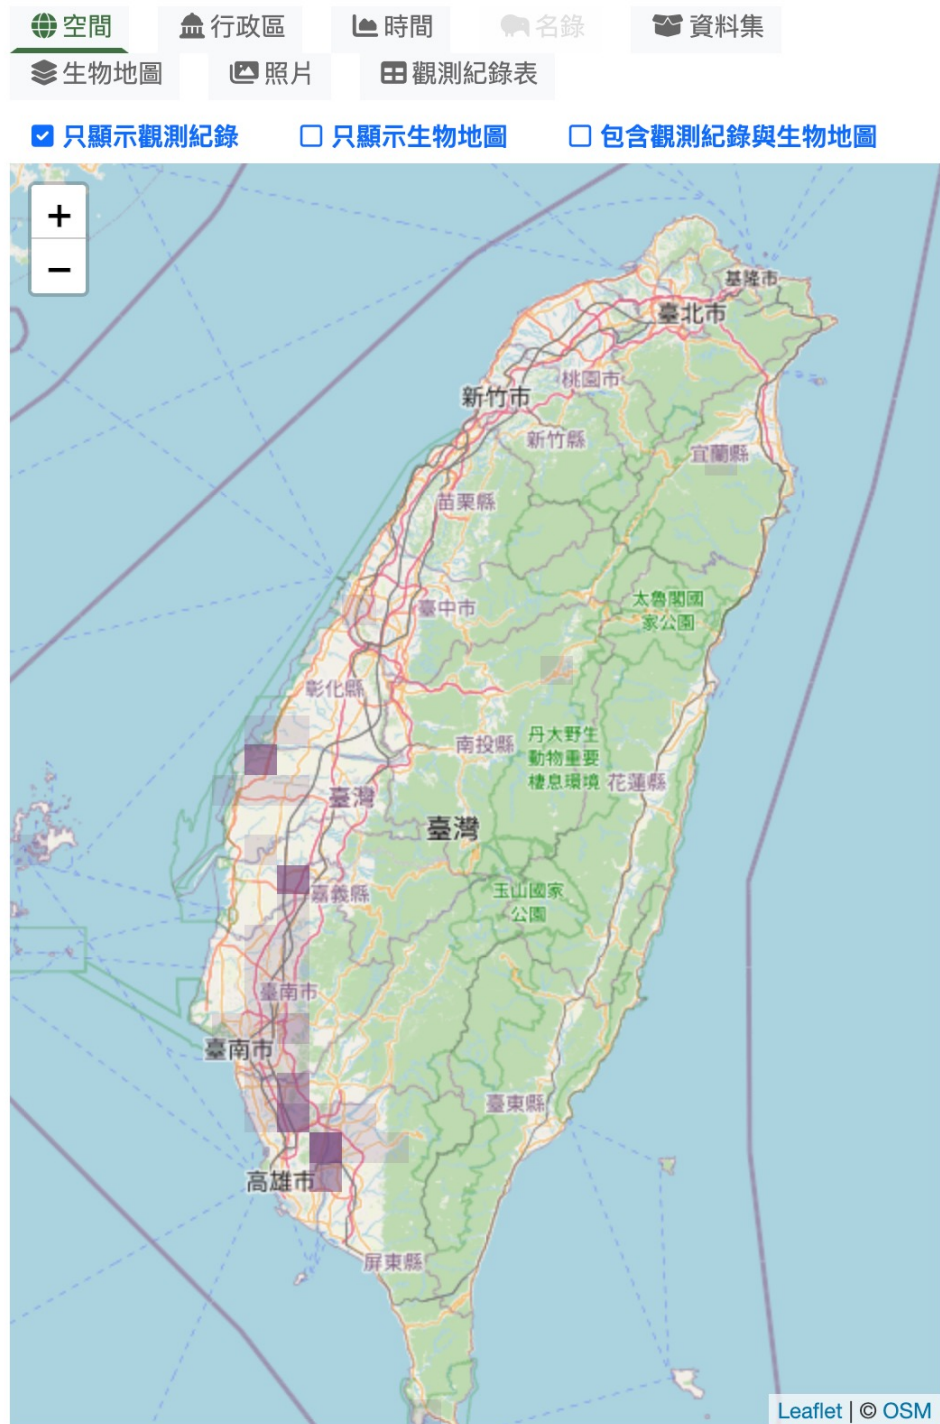 空間 行政區 時間 名錄 資料集
生物地圖 照片 觀測紀錄表
只顯示觀測紀錄 只顯示生物地圖 包含觀測紀錄與生物地圖
+
−
基隆市
臺北市
桃園市
新竹市
新竹縣
宜蘭縣
苗栗縣
太魯閣國
家公園
臺中市
彰化縣
南投縣
丹大野生
動物重要
棲息環境
花蓮縣
臺灣
臺灣
嘉義縣
玉山國家
公園
臺南市
臺南市
臺東縣
高雄市
屏東縣
Leaflet | © OSM